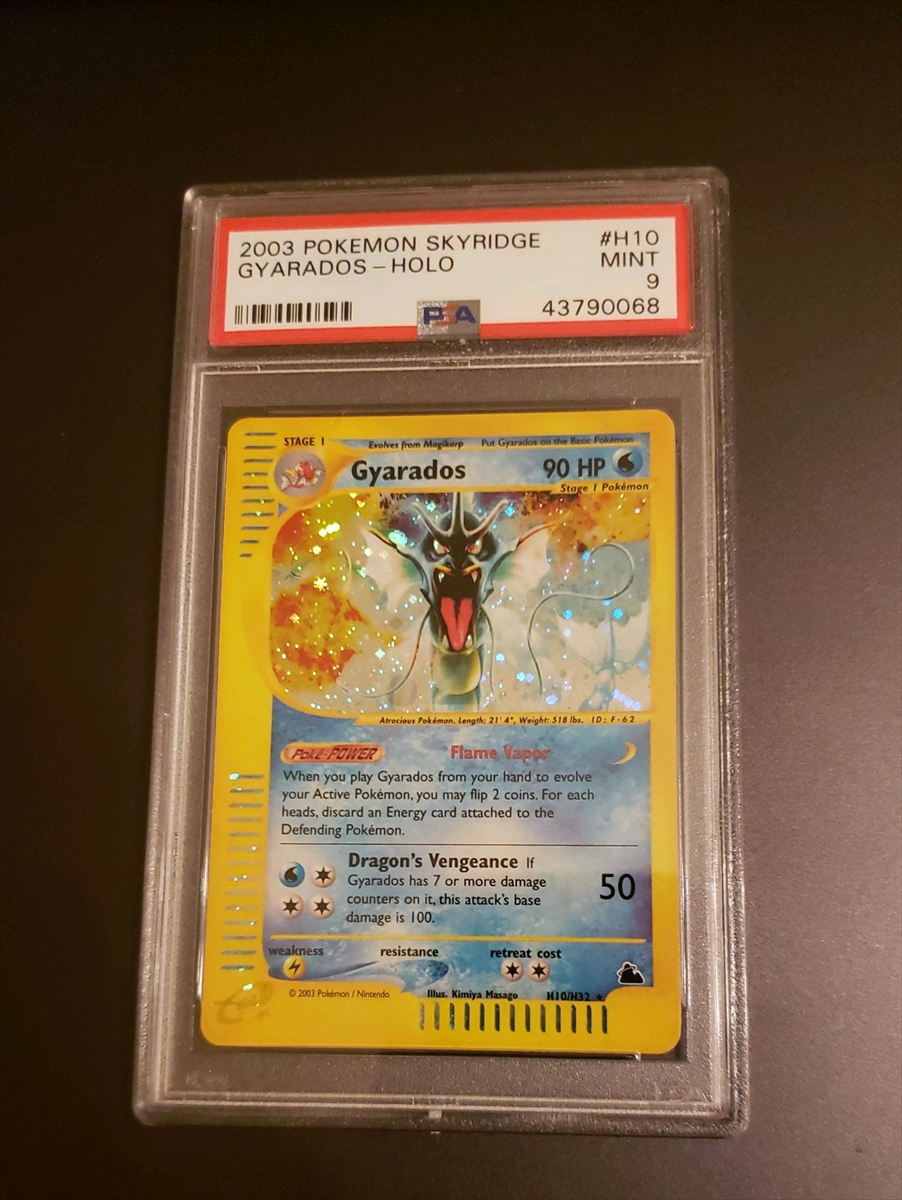 2003 POKEMON SKYRIDGE #H10
GYARADOS - HOLO MINT
9
PSA 43790068
STAGE 1 Evolves from Magikarp Put Gyarados on the Basic Pokémon
Gyarados 90 HP
Stage 1 Pokémon
Atrocious Pokémon. Length: 21' 4", Weight: 518 lbs. ID: F-62
Poké-POWER Flame Vapor
When you play Gyarados from your hand to evolve
your Active Pokémon, you may flip 2 coins. For each
heads, discard an Energy card attached to the
Defending Pokémon.
Dragon's Vengeance If
Gyarados has 7 or more damage
counters on it, this attack's base
damage is 100.
50
weakness resistance retreat cost
© 2003 Pokémon / Nintendo Illus. Kimiya Masago H10/H32 ★